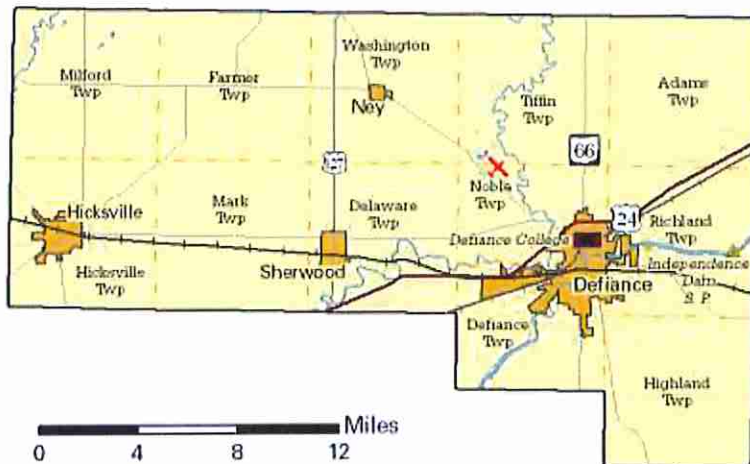 Washington
Twp
Milford
Twp
Farmer
Twp
Adams
Twp
Tiffin
Twp
Ney
66
127
Noble
Twp
Mark
Twp
Delaware
Twp
Hicksville
24
Richland
Twp
Defiance College
Sherwood
Independence
Dam
S P
Hicksville
Twp
Defiance
Defiance
Twp
Highland
Twp
Miles
0 4 8 12